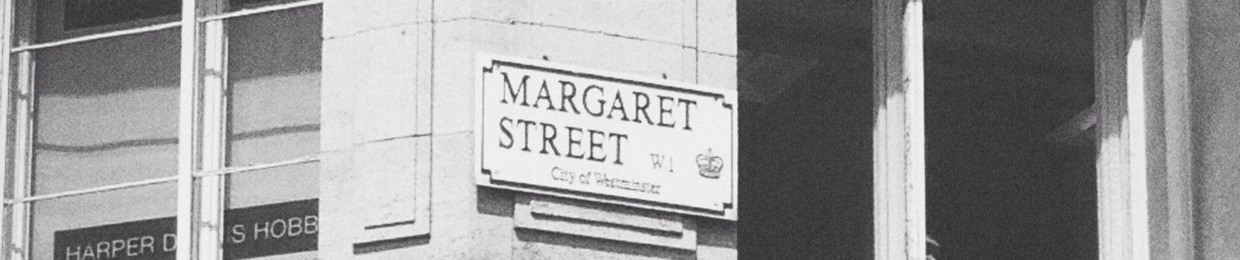 MARGARET
STREET
W1
City of Westminster
HARPER D S HOBB